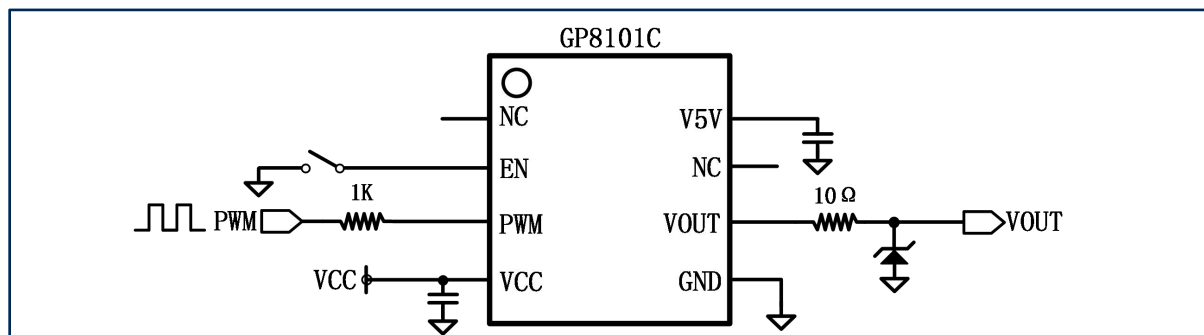 GP8101C
NC
V5V
EN
NC
1K
10Ω
PWM
PWM
VOUT
VOUT
VCC
VCC
GND